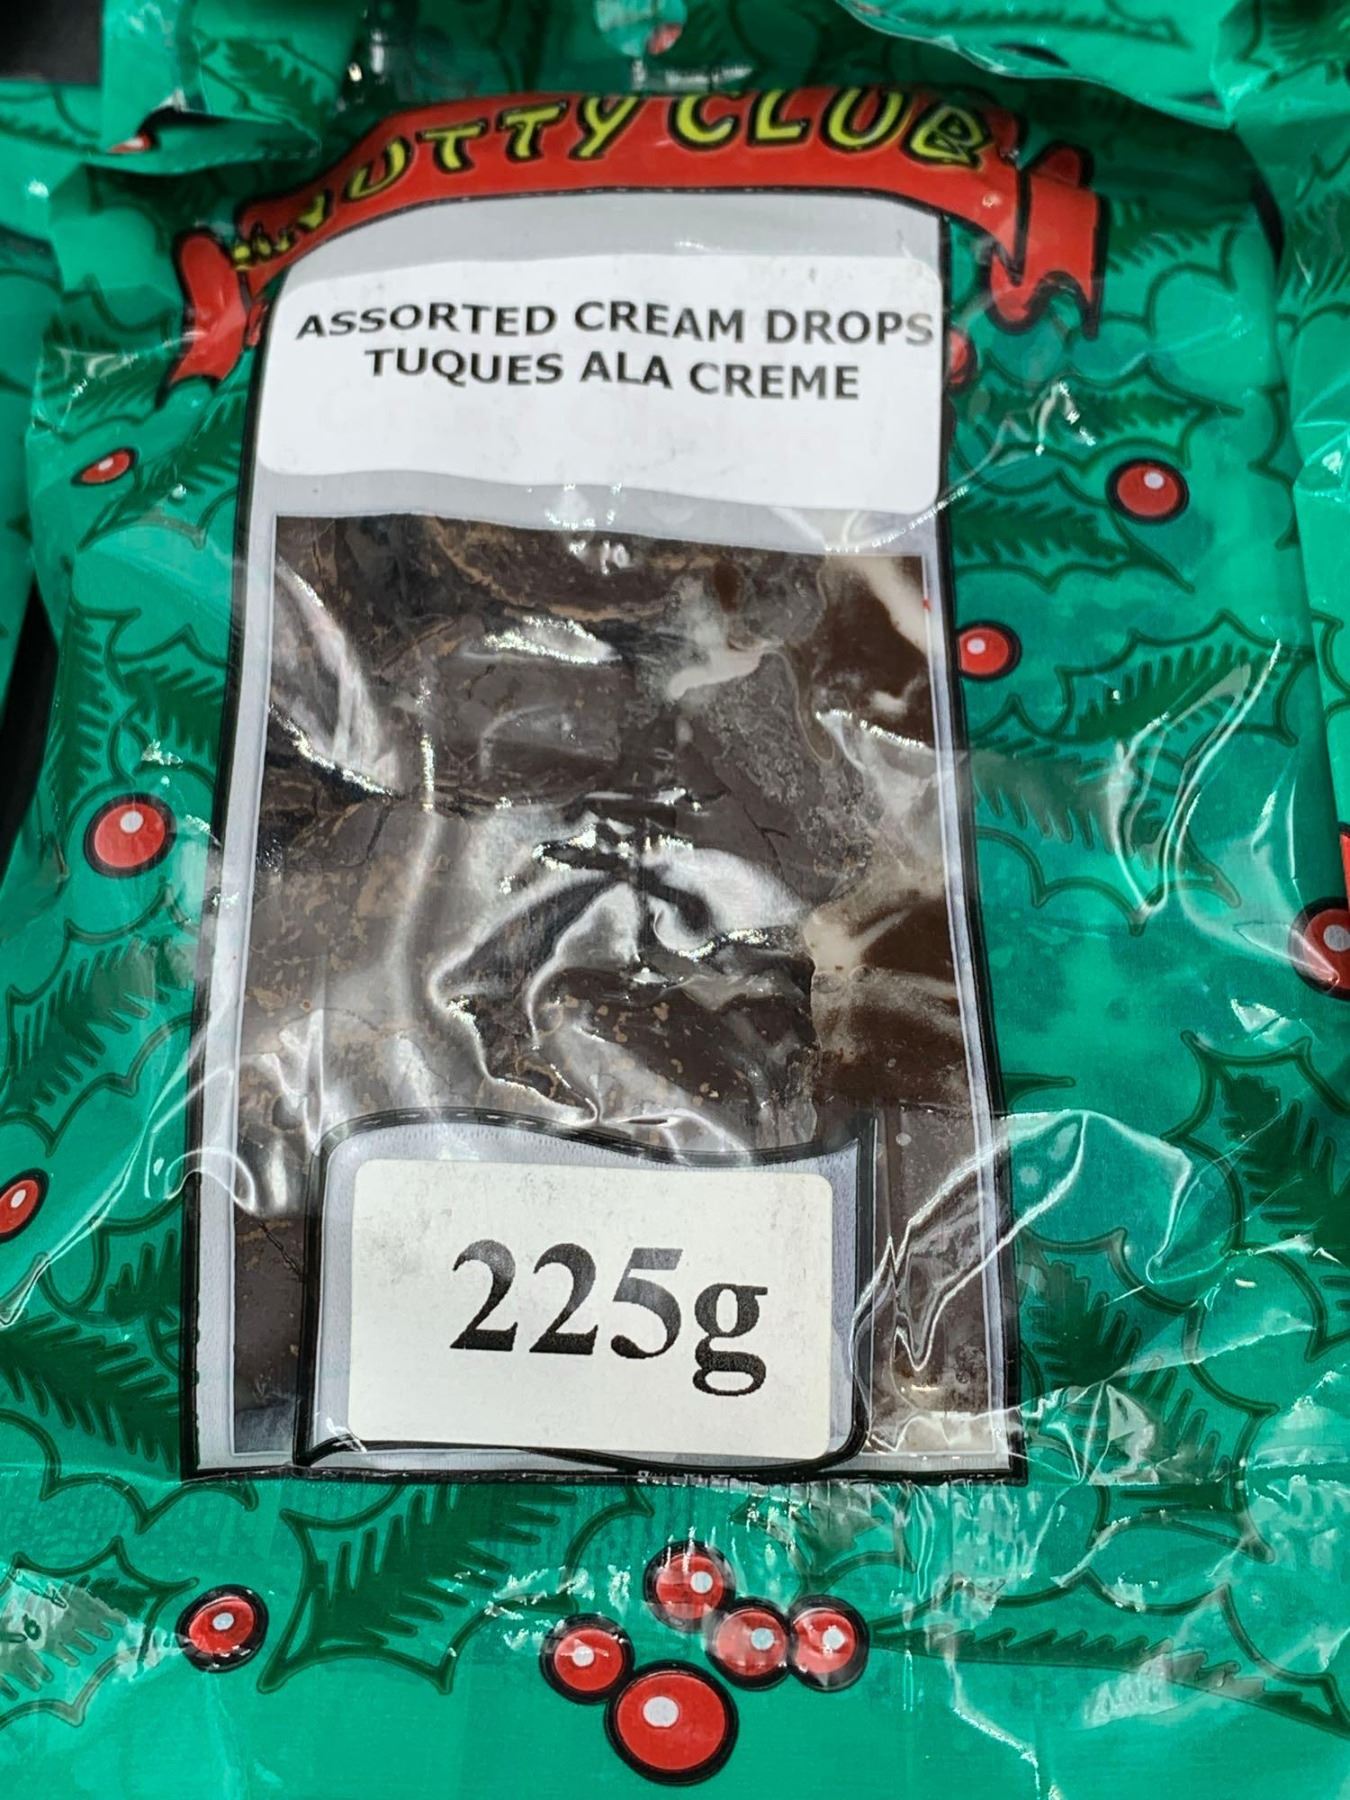 NUTTY CLUB
ASSORTED CREAM DROPS
TUQUES ALA CREME
225g